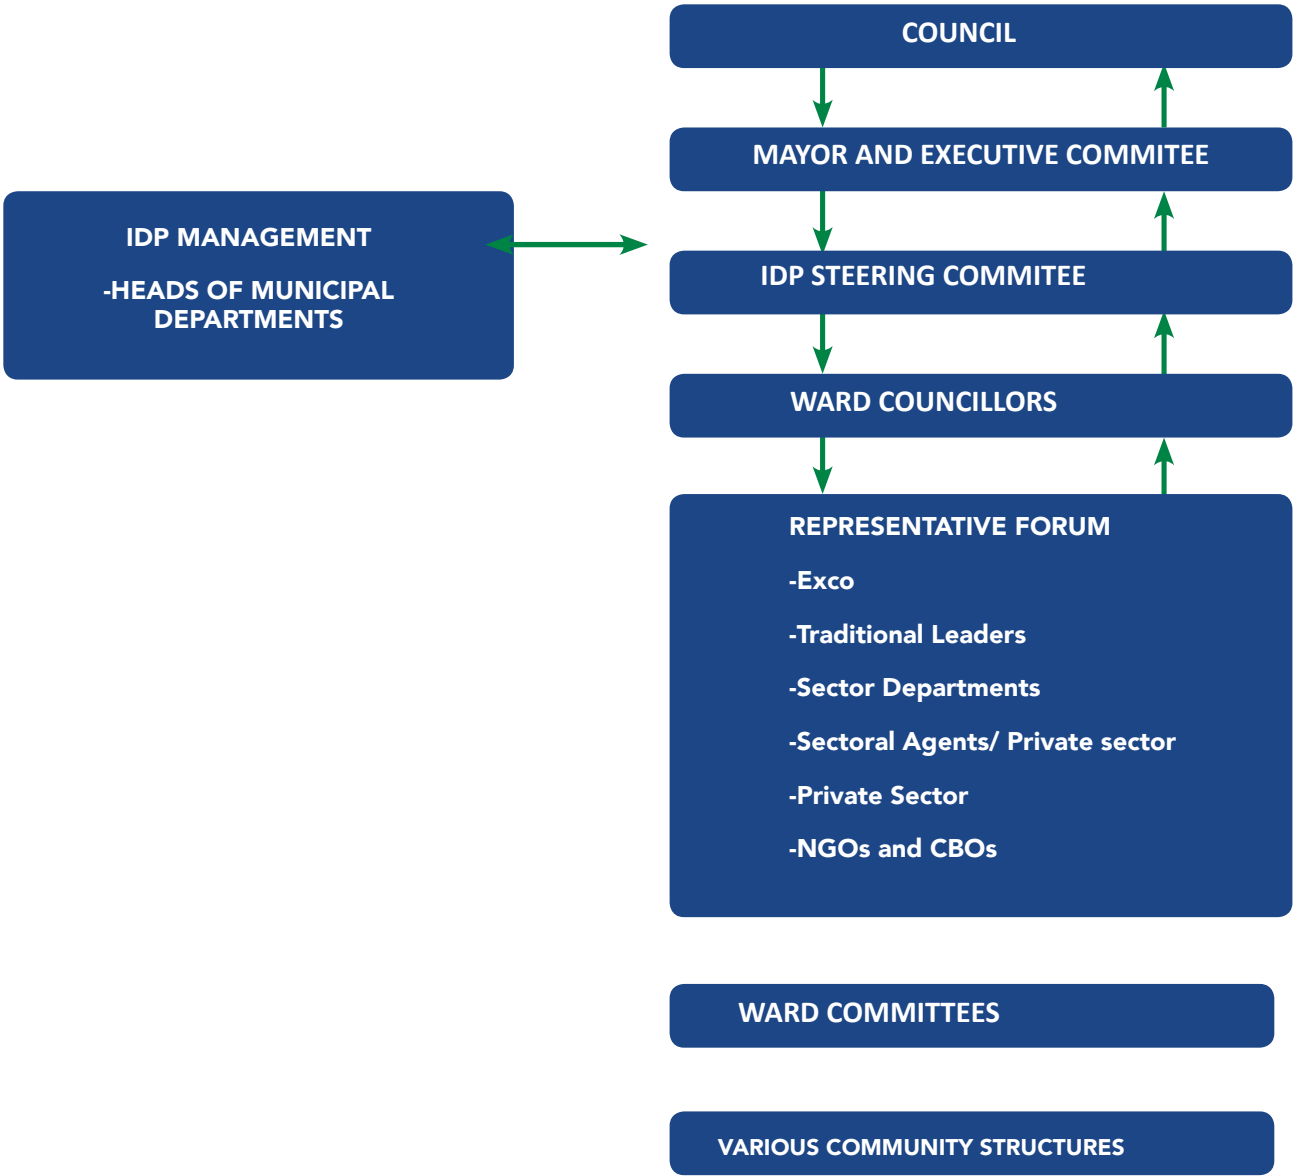 COUNCIL
MAYOR AND EXECUTIVE COMMITEE
IDP MANAGEMENT
-HEADS OF MUNICIPAL
DEPARTMENTS
IDP STEERING COMMITEE
WARD COUNCILLORS
REPRESENTATIVE FORUM
-Exco
-Traditional Leaders
-Sector Departments
-Sectoral Agents/ Private sector
-Private Sector
-NGOs and CBOs
WARD COMMITTEES
VARIOUS COMMUNITY STRUCTURES